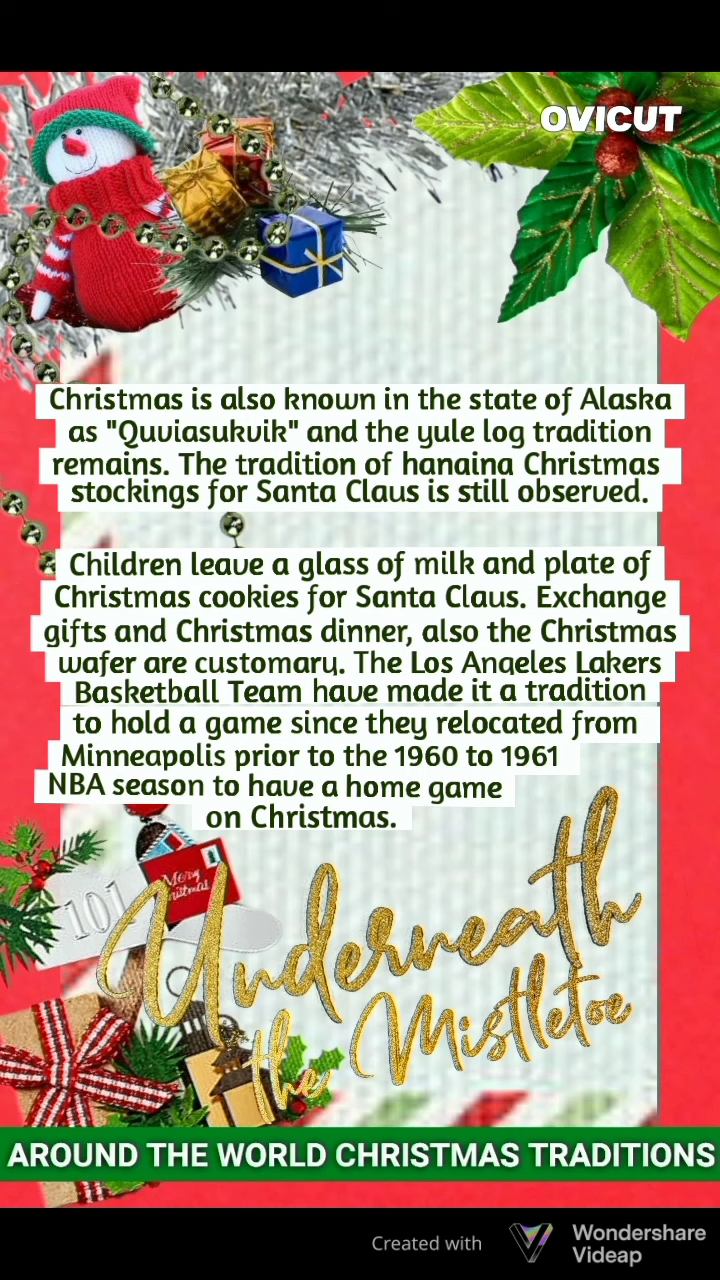 OVICUT
Christmas is also known in the state of Alaska
as "Quviasukvik" and the yule log tradition
remains. The tradition of hanging Christmas
stockings for Santa Claus is still observed.
Children leave a glass of milk and plate of
Christmas cookies for Santa Claus. Exchange
gifts and Christmas dinner, also the Christmas
wafer are customary. The Los Angeles Lakers
Basketball Team have made it a tradition
to hold a game since they relocated from
Minneapolis prior to the 1960 to 1961
NBA season to have a home game
on Christmas.
Merry
Christmas
101
Underneath
the Mistletoe
AROUND THE WORLD CHRISTMAS TRADITIONS
Created with
Wondershare
Videap